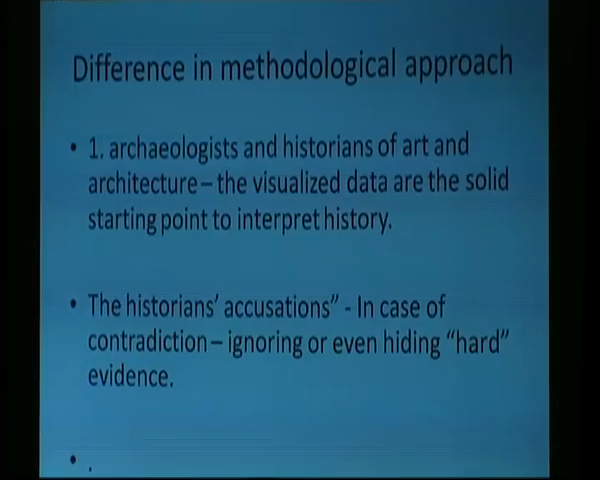 Difference in methodological approach
• 1. archaeologists and historians of art and
architecture – the visualized data are the solid
starting point to interpret history.
• The historians’ accusations” - In case of
contradiction – ignoring or even hiding “hard”
evidence.
• .